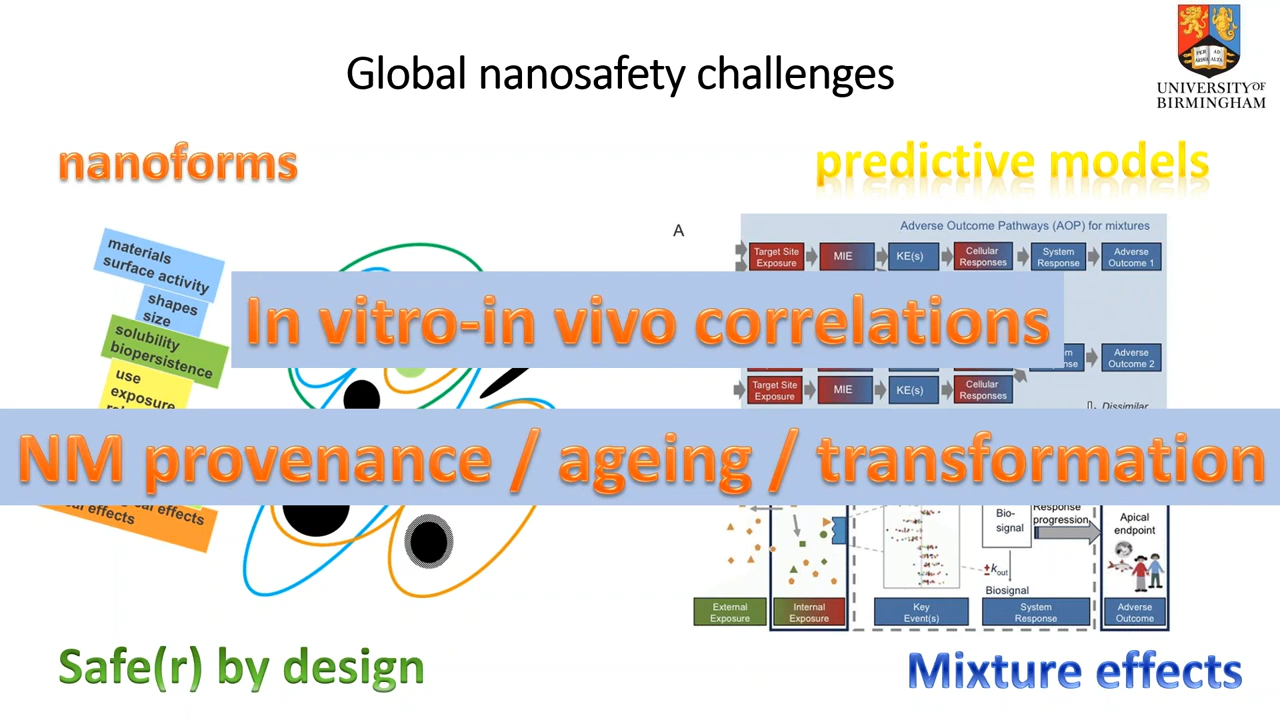 Global nanosafety challenges
UNIVERSITY OF
BIRMINGHAM
nanoforms
predictive models
materials
surface activity
shapes
size
solubility
biopersistence
use
exposure
A
Adverse Outcome Pathways (AOP) for mixtures
Target Site
Exposure
MIE
KE(s)
Cellular
Responses
System
Response
Adverse
Outcome 1
In vitro-in vivo correlations
Adverse
Outcome 2
Target Site
Exposure
MIE
KE(s)
Cellular
Responses
Dissimilar
NM provenance / ageing / transformation
effects
effects
Bio-
signal
Response
progression
Apical
endpoint
±kout
Biosignal
External
Exposure
Internal
Exposure
Key
Event(s)
System
Response
Adverse
Outcome
Safe(r) by design
Mixture effects